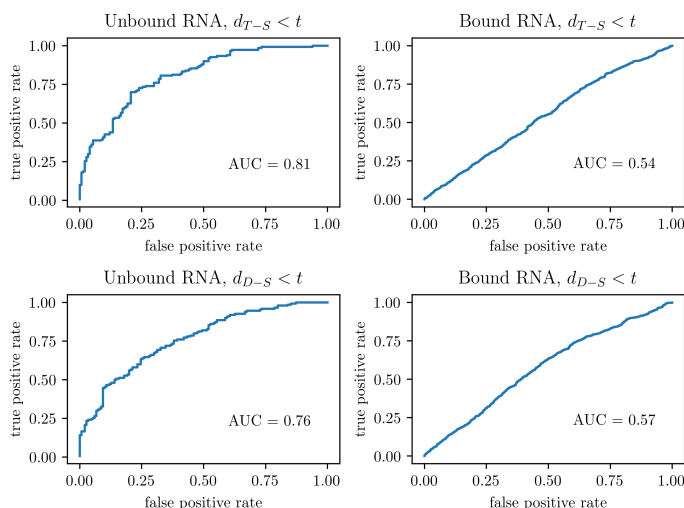 Unbound RNA, d_{T−S} < t
1.00
0.75
0.50
0.25
0.00
true positive rate
AUC = 0.81
0.00 0.25 0.50 0.75 1.00
false positive rate
Bound RNA, d_{T−S} < t
1.00
0.75
0.50
0.25
0.00
true positive rate
AUC = 0.54
0.00 0.25 0.50 0.75 1.00
false positive rate
Unbound RNA, d_{D−S} < t
1.00
0.75
0.50
0.25
0.00
true positive rate
AUC = 0.76
0.00 0.25 0.50 0.75 1.00
false positive rate
Bound RNA, d_{D−S} < t
1.00
0.75
0.50
0.25
0.00
true positive rate
AUC = 0.57
0.00 0.25 0.50 0.75 1.00
false positive rate